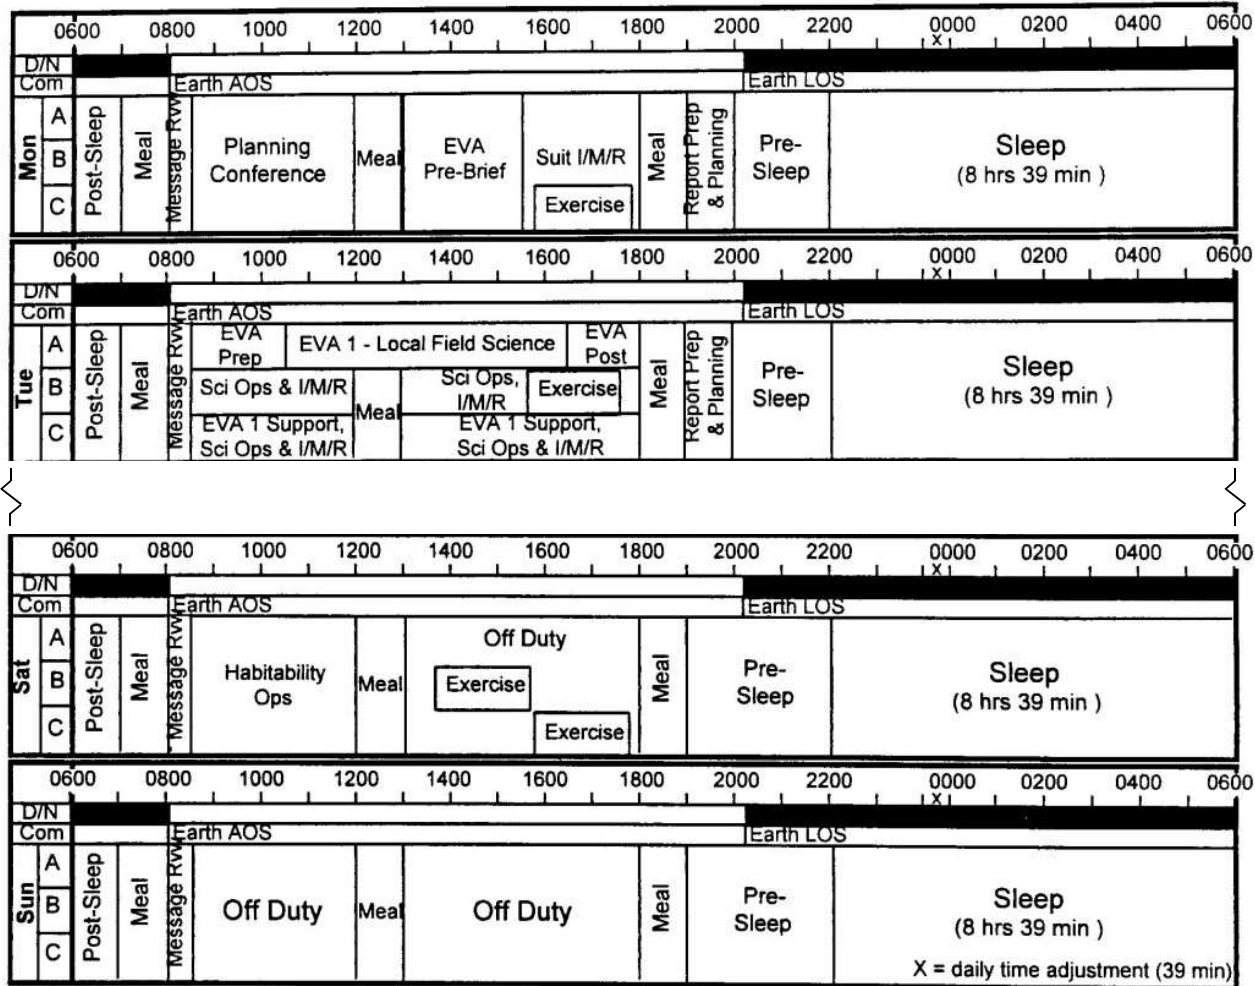 0600 0800 1000 1200 1400 1600 1800 2000 2200 0000 0200 0400 0600
X
D/N
Com Earth AOS Earth LOS
Mon
A
B
C
Post-Sleep
Meal
Message Rvw
Planning
Conference
Meal
EVA
Pre-Brief
Suit I/M/R
Exercise
Meal
Report Prep
& Planning
Pre-
Sleep
Sleep
(8 hrs 39 min )
0600 0800 1000 1200 1400 1600 1800 2000 2200 0000 0200 0400 0600
X
D/N
Com Earth AOS Earth LOS
Tue
A
B
C
Post-Sleep
Meal
Message Rvw
EVA
Prep
EVA 1 - Local Field Science
EVA
Post
Sci Ops & I/M/R
Meal
Sci Ops,
I/M/R
Exercise
EVA 1 Support,
Sci Ops & I/M/R
EVA 1 Support,
Sci Ops & I/M/R
Meal
Report Prep
& Planning
Pre-
Sleep
Sleep
(8 hrs 39 min )
0600 0800 1000 1200 1400 1600 1800 2000 2200 0000 0200 0400 0600
X
D/N
Com Earth AOS Earth LOS
Sat
A
B
C
Post-Sleep
Meal
Message Rvw
Habitability
Ops
Meal
Off Duty
Exercise
Exercise
Meal
Pre-
Sleep
Sleep
(8 hrs 39 min )
0600 0800 1000 1200 1400 1600 1800 2000 2200 0000 0200 0400 0600
X
D/N
Com Earth AOS Earth LOS
Sun
A
B
C
Post-Sleep
Meal
Message Rvw
Off Duty
Meal
Off Duty
Meal
Pre-
Sleep
Sleep
(8 hrs 39 min )
X = daily time adjustment (39 min)